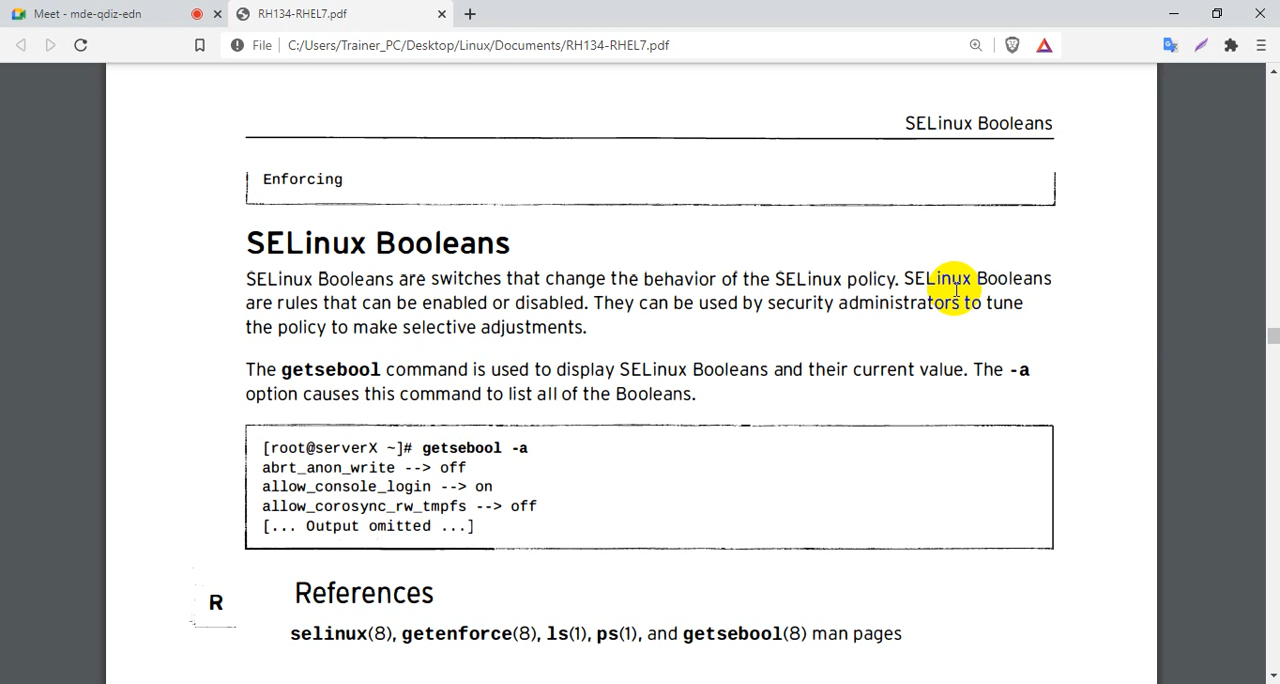 Meet - mde-qdiz-edn
RH134-RHEL7.pdf
File
C:/Users/Trainer_PC/Desktop/Linux/Documents/RH134-RHEL7.pdf
SELinux Booleans
Enforcing
SELinux Booleans
SELinux Booleans are switches that change the behavior of the SELinux policy. SELinux Booleans
are rules that can be enabled or disabled. They can be used by security administrators to tune
the policy to make selective adjustments.
The getsebool command is used to display SELinux Booleans and their current value. The -a
option causes this command to list all of the Booleans.
[root@serverX ~]# getsebool -a
abrt_anon_write --> off
allow_console_login --> on
allow_corosync_rw_tmpfs --> off
[... Output omitted ...]
R
References
selinux(8), getenforce(8), ls(1), ps(1), and getsebool(8) man pages